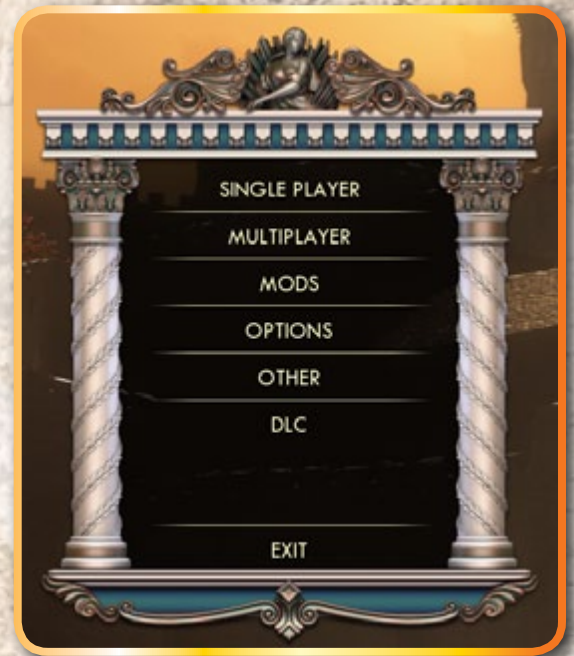 SINGLE PLAYER
MULTIPLAYER
MODS
OPTIONS
OTHER
DLC
EXIT